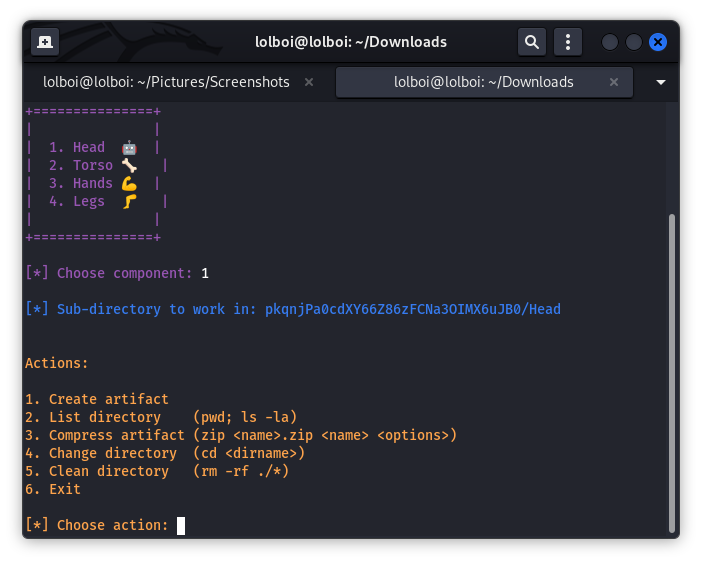 lolboi@lolboi: ~/Downloads
lolboi@lolboi: ~/Pictures/Screenshots × lolboi@lolboi: ~/Downloads ×
+===============+
|               |
|  1. Head  🤖  |
|  2. Torso 🦴   |
|  3. Hands 💪  |
|  4. Legs  🦵   |
|               |
+===============+
[*] Choose component: 1
[*] Sub-directory to work in: pkqnjPa0cdXY66Z86zFCNa3OIMX6uJB0/Head
Actions:
1. Create artifact
2. List directory    (pwd; ls -la)
3. Compress artifact (zip <name>.zip <name> <options>)
4. Change directory  (cd <dirname>)
5. Clean directory   (rm -rf ./*)
6. Exit
[*] Choose action: